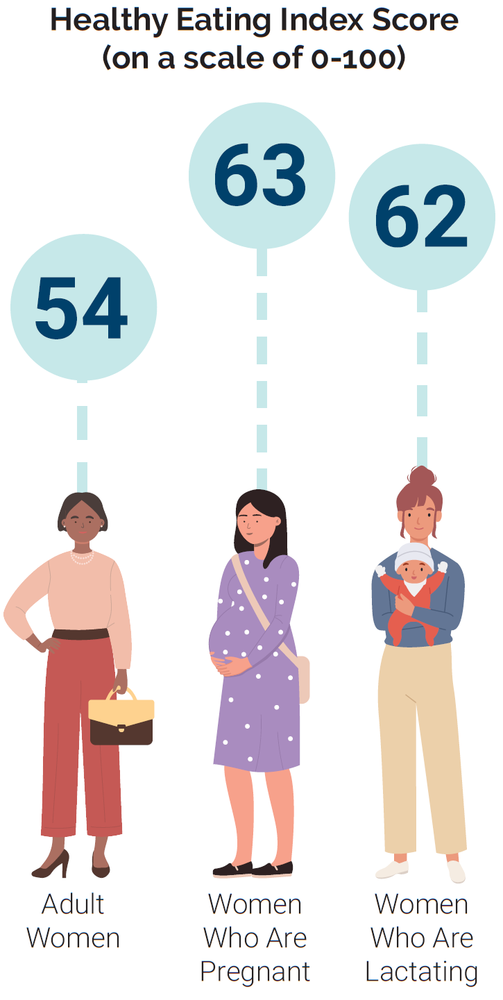 Healthy Eating Index Score
(on a scale of 0-100)
54
63
62
Adult
Women
Women
Who Are
Pregnant
Women
Who Are
Lactating